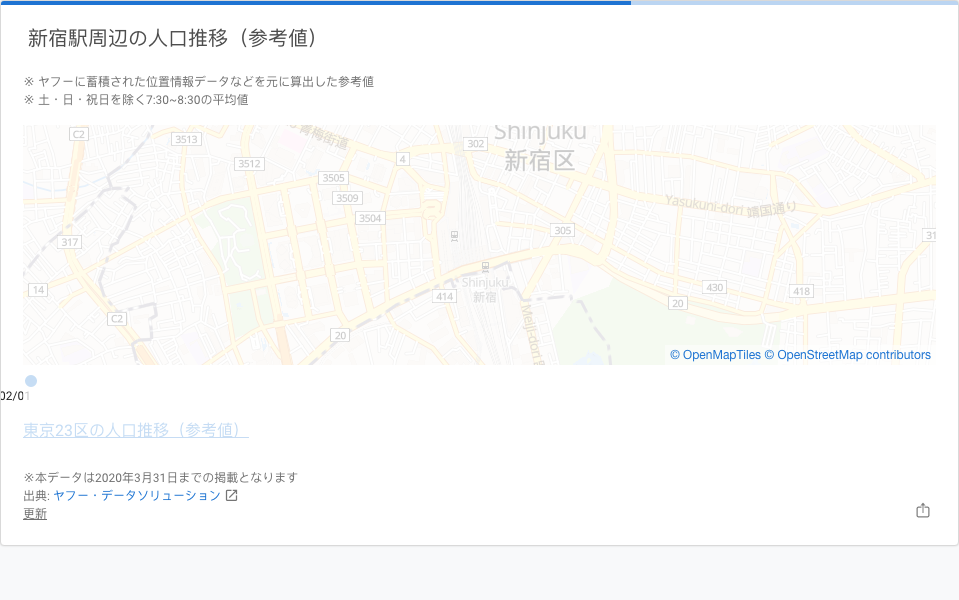 新宿駅周辺の人口推移（参考値）
※ ヤフーに蓄積された位置情報データなどを元に算出した参考値
※ 土・日・祝日を除く7:30~8:30の平均値
C2
3513
青梅街道
302
Shinjuku
新宿区
3512
4
3505
3509
3504
Yasukuni-dori 靖国通り
317
305
31
Shinjuku
新宿
14
414
430
418
20
C2
20
Meiji-dori
© OpenMapTiles © OpenStreetMap contributors
02/01
東京23区の人口推移（参考値）
※本データは2020年3月31日までの掲載となります
出典: ヤフー・データソリューション
更新